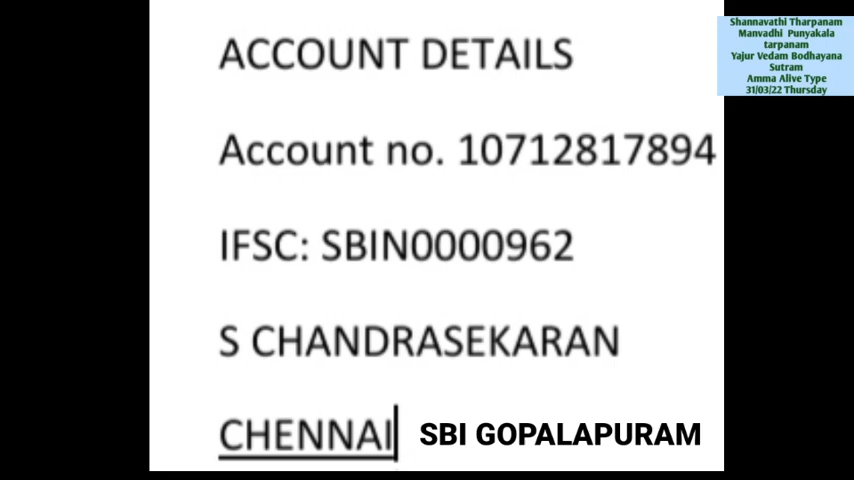 ACCOUNT DETAILS
Account no. 10712817894
IFSC: SBIN0000962
S CHANDRASEKARAN
CHENNAI SBI GOPALAPURAM
Shannavathi Tharpanam
Manvadhi Punyakala
tarpanam
Yajur Vedam Bodhayana
Sutram
Amma Alive Type
31/03/22 Thursday